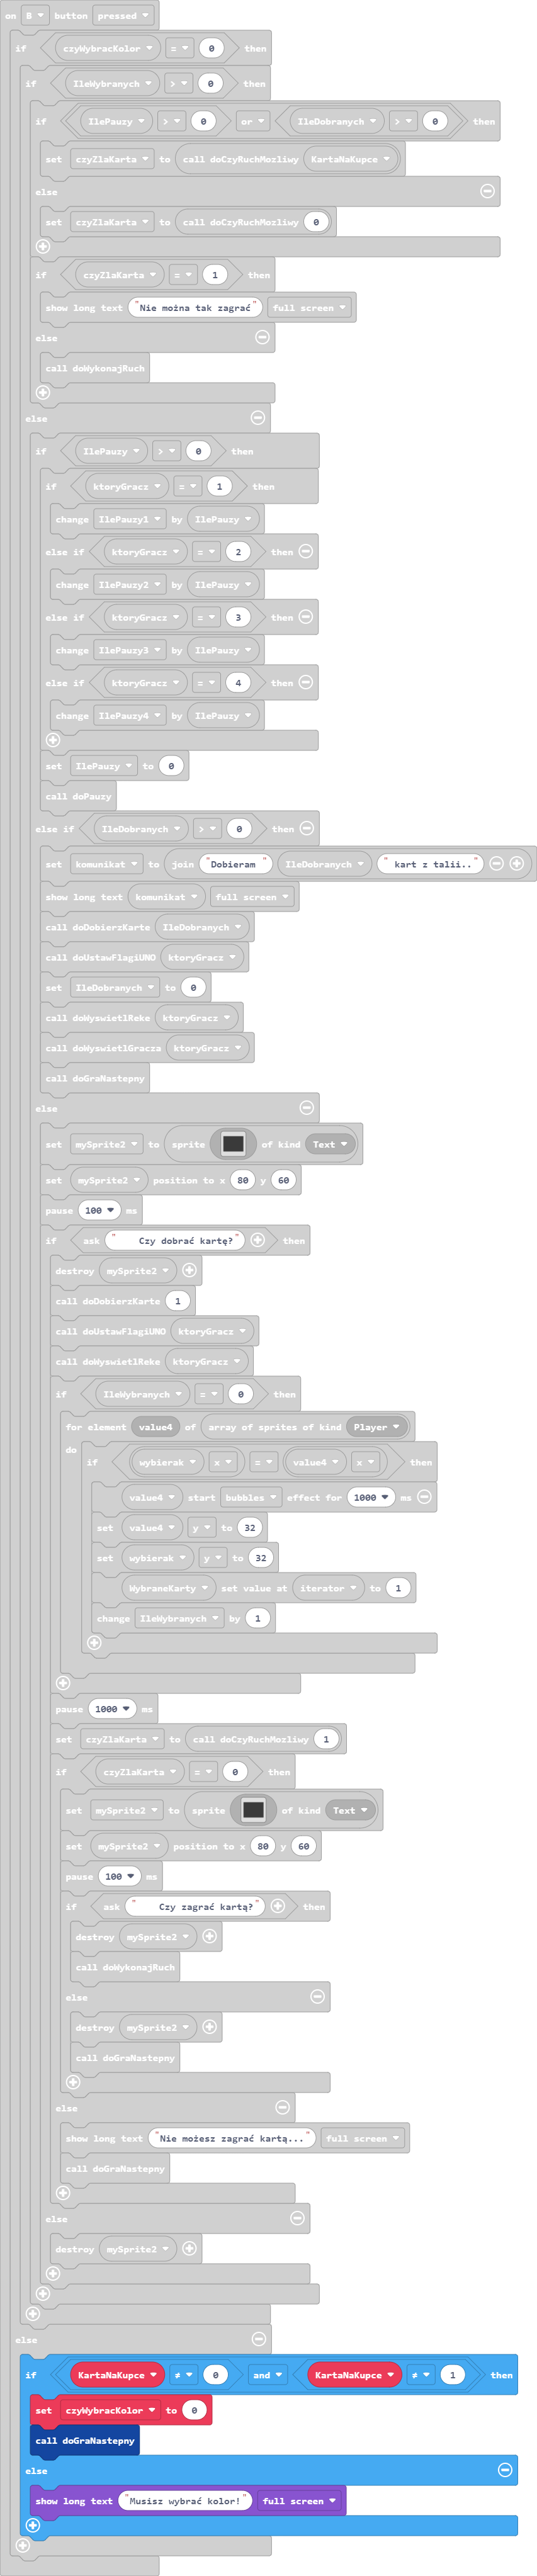 on B button pressed
if czyWybracKolor = 0 then
if IleWybranych > 0 then
if IlePauzy > 0 or IleDobranych > 0 then
set czyZlaKarta to call doCzyRuchMozliwy KartaNaKupce
else
set czyZlaKarta to call doCzyRuchMozliwy 0
if czyZlaKarta = 1 then
show long text "Nie można tak zagrać" full screen
else
call doWykonajRuch
else
if IlePauzy > 0 then
if ktoryGracz = 1 then
change IlePauzy1 by IlePauzy
else if ktoryGracz = 2 then
change IlePauzy2 by IlePauzy
else if ktoryGracz = 3 then
change IlePauzy3 by IlePauzy
else if ktoryGracz = 4 then
change IlePauzy4 by IlePauzy
set IlePauzy to 0
call doPauzy
else if IleDobranych > 0 then
set komunikat to join "Dobieram " IleDobranych " kart z talii.."
show long text komunikat full screen
call doDobierzKarte IleDobranych
call doUstawFlagiUNO ktoryGracz
set IleDobranych to 0
call doWyswietlReke ktoryGracz
call doWyswietlGracza ktoryGracz
call doGraNastepny
else
set mySprite2 to sprite of kind Text
set mySprite2 position to x 80 y 60
pause 100 ms
if ask " Czy dobrać kartę?" then
destroy mySprite2
call doDobierzKarte 1
call doUstawFlagiUNO ktoryGracz
call doWyswietlReke ktoryGracz
if IleWybranych = 0 then
for element value4 of array of sprites of kind Player
do
if wybierak x = value4 x then
value4 start bubbles effect for 1000 ms
set value4 y to 32
set wybierak y to 32
WybraneKarty set value at iterator to 1
change IleWybranych by 1
pause 1000 ms
set czyZlaKarta to call doCzyRuchMozliwy 1
if czyZlaKarta = 0 then
set mySprite2 to sprite of kind Text
set mySprite2 position to x 80 y 60
pause 100 ms
if ask " Czy zagrać kartą?" then
destroy mySprite2
call doWykonajRuch
else
destroy mySprite2
call doGraNastepny
else
show long text "Nie możesz zagrać kartą..." full screen
call doGraNastepny
else
destroy mySprite2
else
if KartaNaKupce ≠ 0 and KartaNaKupce ≠ 1 then
set czyWybracKolor to 0
call doGraNastepny
else
show long text "Musisz wybrać kolor!" full screen